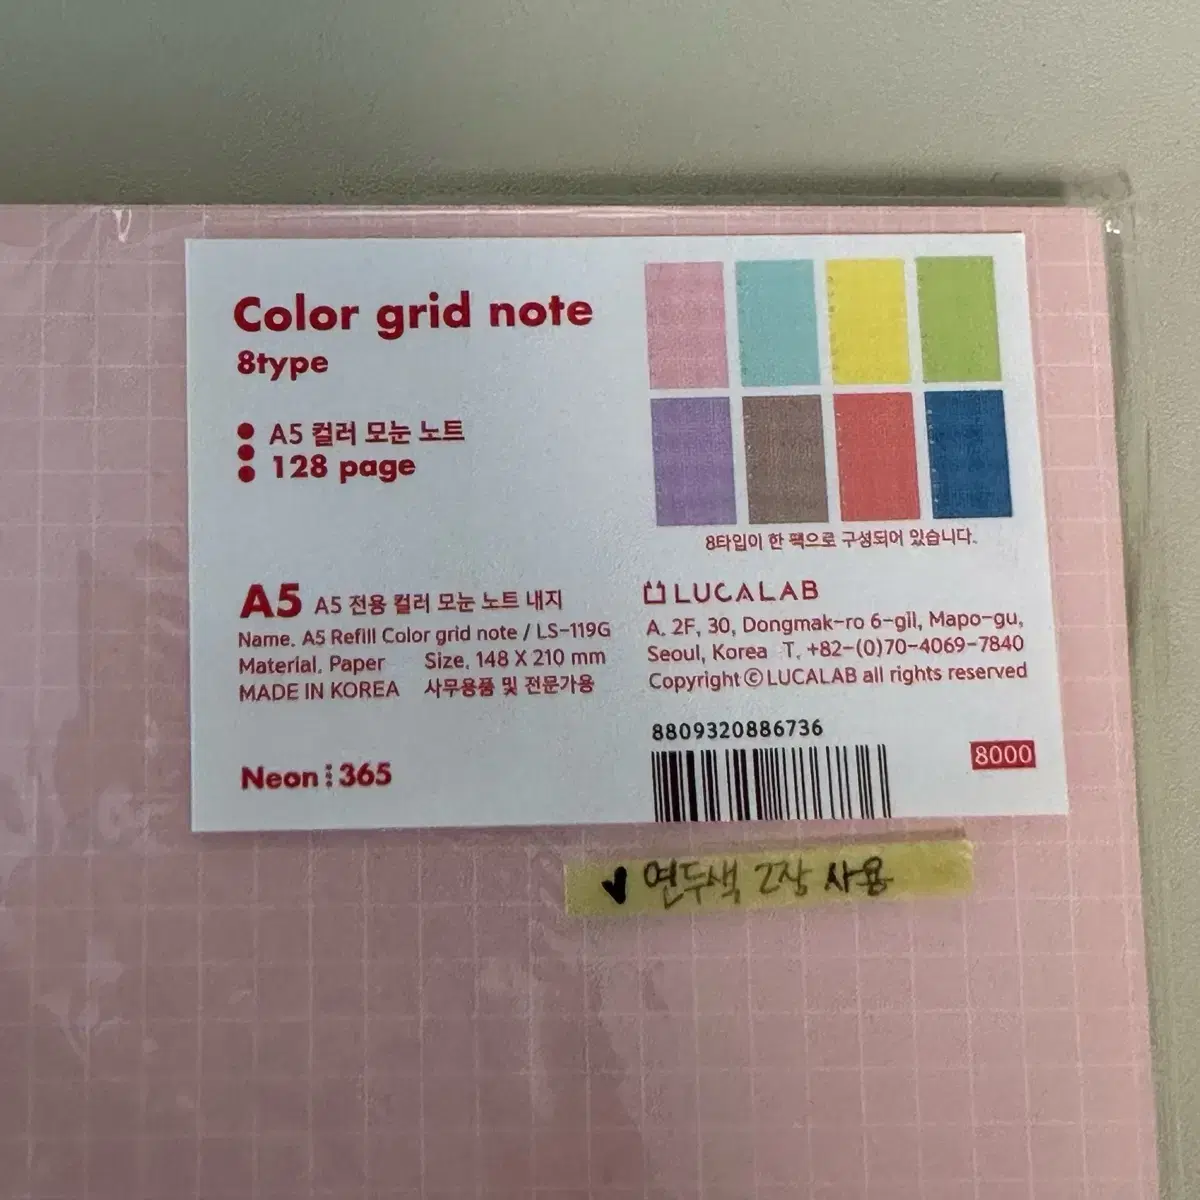 Color grid note
8type
A5 컬러 모눈 노트
128 page
8타입이 한 팩으로 구성되어 있습니다.
A5 A5 전용 컬러 모눈 노트 내지
Name. A5 Refill Color grid note / LS-119G
Material. Paper Size. 148 X 210 mm
MADE IN KOREA 사무용품 및 전문가용
Neon 365
LUCALAB
A. 2F, 30, Dongmak-ro 6-gil, Mapo-gu,
Seoul, Korea T. +82-(0)70-4069-7840
Copyright ⓒ LUCALAB all rights reserved
8809320886736
8000
✓ 연두색 2장 사용